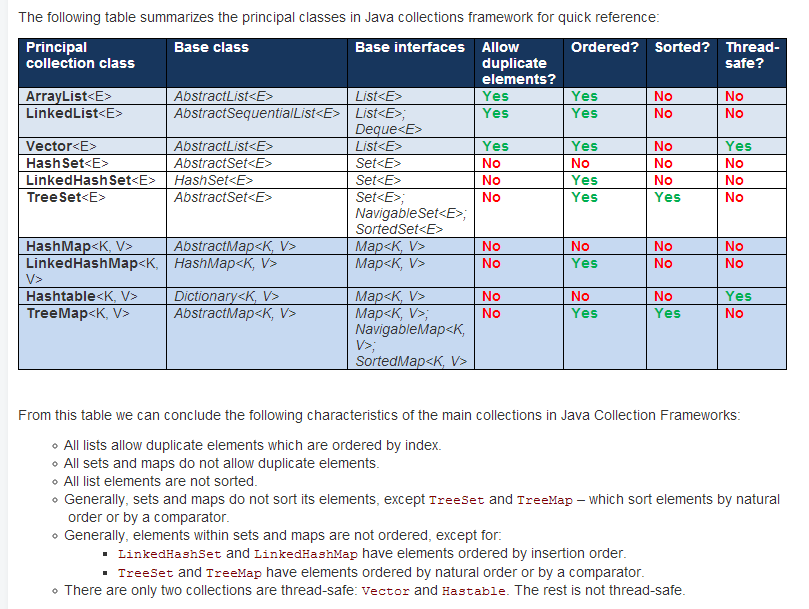 The following table summarizes the principal classes in Java collections framework for quick reference:
Principal collection class | Base class | Base interfaces | Allow duplicate elements? | Ordered? | Sorted? | Thread-safe?
ArrayList<E> | AbstractList<E> | List<E> | Yes | Yes | No | No
LinkedList<E> | AbstractSequentialList<E> | List<E>; Deque<E> | Yes | Yes | No | No
Vector<E> | AbstractList<E> | List<E> | Yes | Yes | No | Yes
HashSet<E> | AbstractSet<E> | Set<E> | No | No | No | No
LinkedHashSet<E> | HashSet<E> | Set<E> | No | Yes | No | No
TreeSet<E> | AbstractSet<E> | Set<E>; NavigableSet<E>; SortedSet<E> | No | Yes | Yes | No
HashMap<K, V> | AbstractMap<K, V> | Map<K, V> | No | No | No | No
LinkedHashMap<K, V> | HashMap<K, V> | Map<K, V> | No | Yes | No | No
Hashtable<K, V> | Dictionary<K, V> | Map<K, V> | No | No | No | Yes
TreeMap<K, V> | AbstractMap<K, V> | Map<K, V>; NavigableMap<K, V>; SortedMap<K, V> | No | Yes | Yes | No
From this table we can conclude the following characteristics of the main collections in Java Collection Frameworks:
All lists allow duplicate elements which are ordered by index.
All sets and maps do not allow duplicate elements.
All list elements are not sorted.
Generally, sets and maps do not sort its elements, except TreeSet and TreeMap – which sort elements by natural
order or by a comparator.
Generally, elements within sets and maps are not ordered, except for:
LinkedHashSet and LinkedHashMap have elements ordered by insertion order.
TreeSet and TreeMap have elements ordered by natural order or by a comparator.
There are only two collections are thread-safe: Vector and Hastable. The rest is not thread-safe.